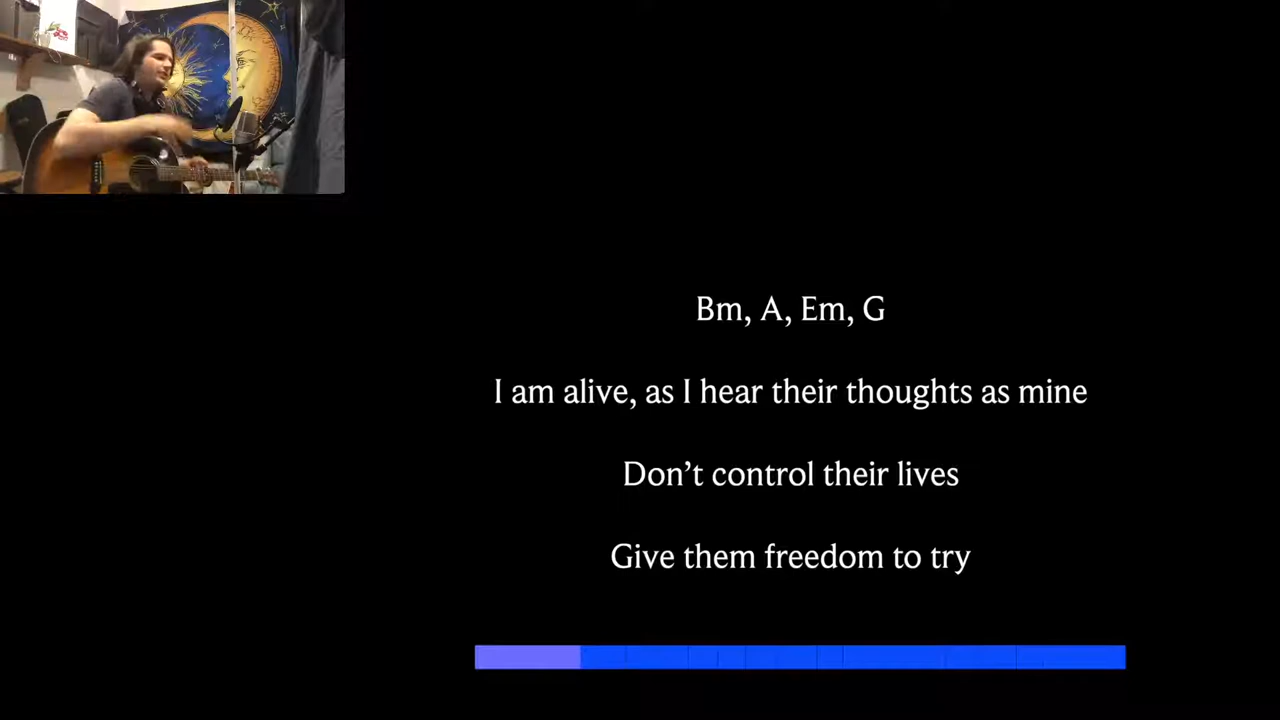 Bm, A, Em, G
I am alive, as I hear their thoughts as mine
Don’t control their lives
Give them freedom to try